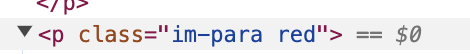 </p>
▼<p class="im-para red"> == $0